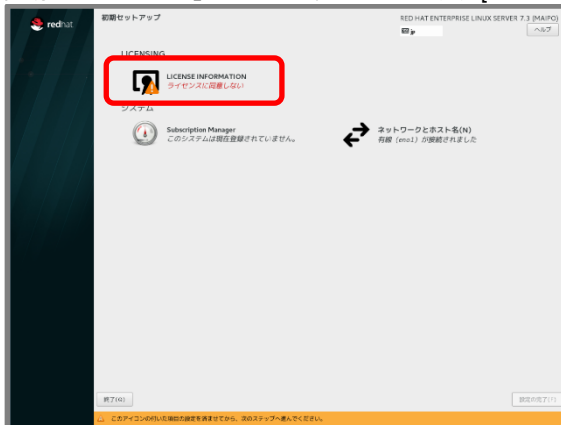 redhat
初期セットアップ
RED HAT ENTERPRISE LINUX SERVER 7.3 (MAIPO)
jp
ヘルプ
LICENSING
LICENSE INFORMATION
ライセンスに同意しない
システム
Subscription Manager
このシステムは現在登録されていません。
ネットワークとホスト名(N)
有線 (eno1) が接続されました
終了(Q)
設定の完了(F)
このアイコンの付いた項目の設定を済ませてから、次のステップへ進んでください。